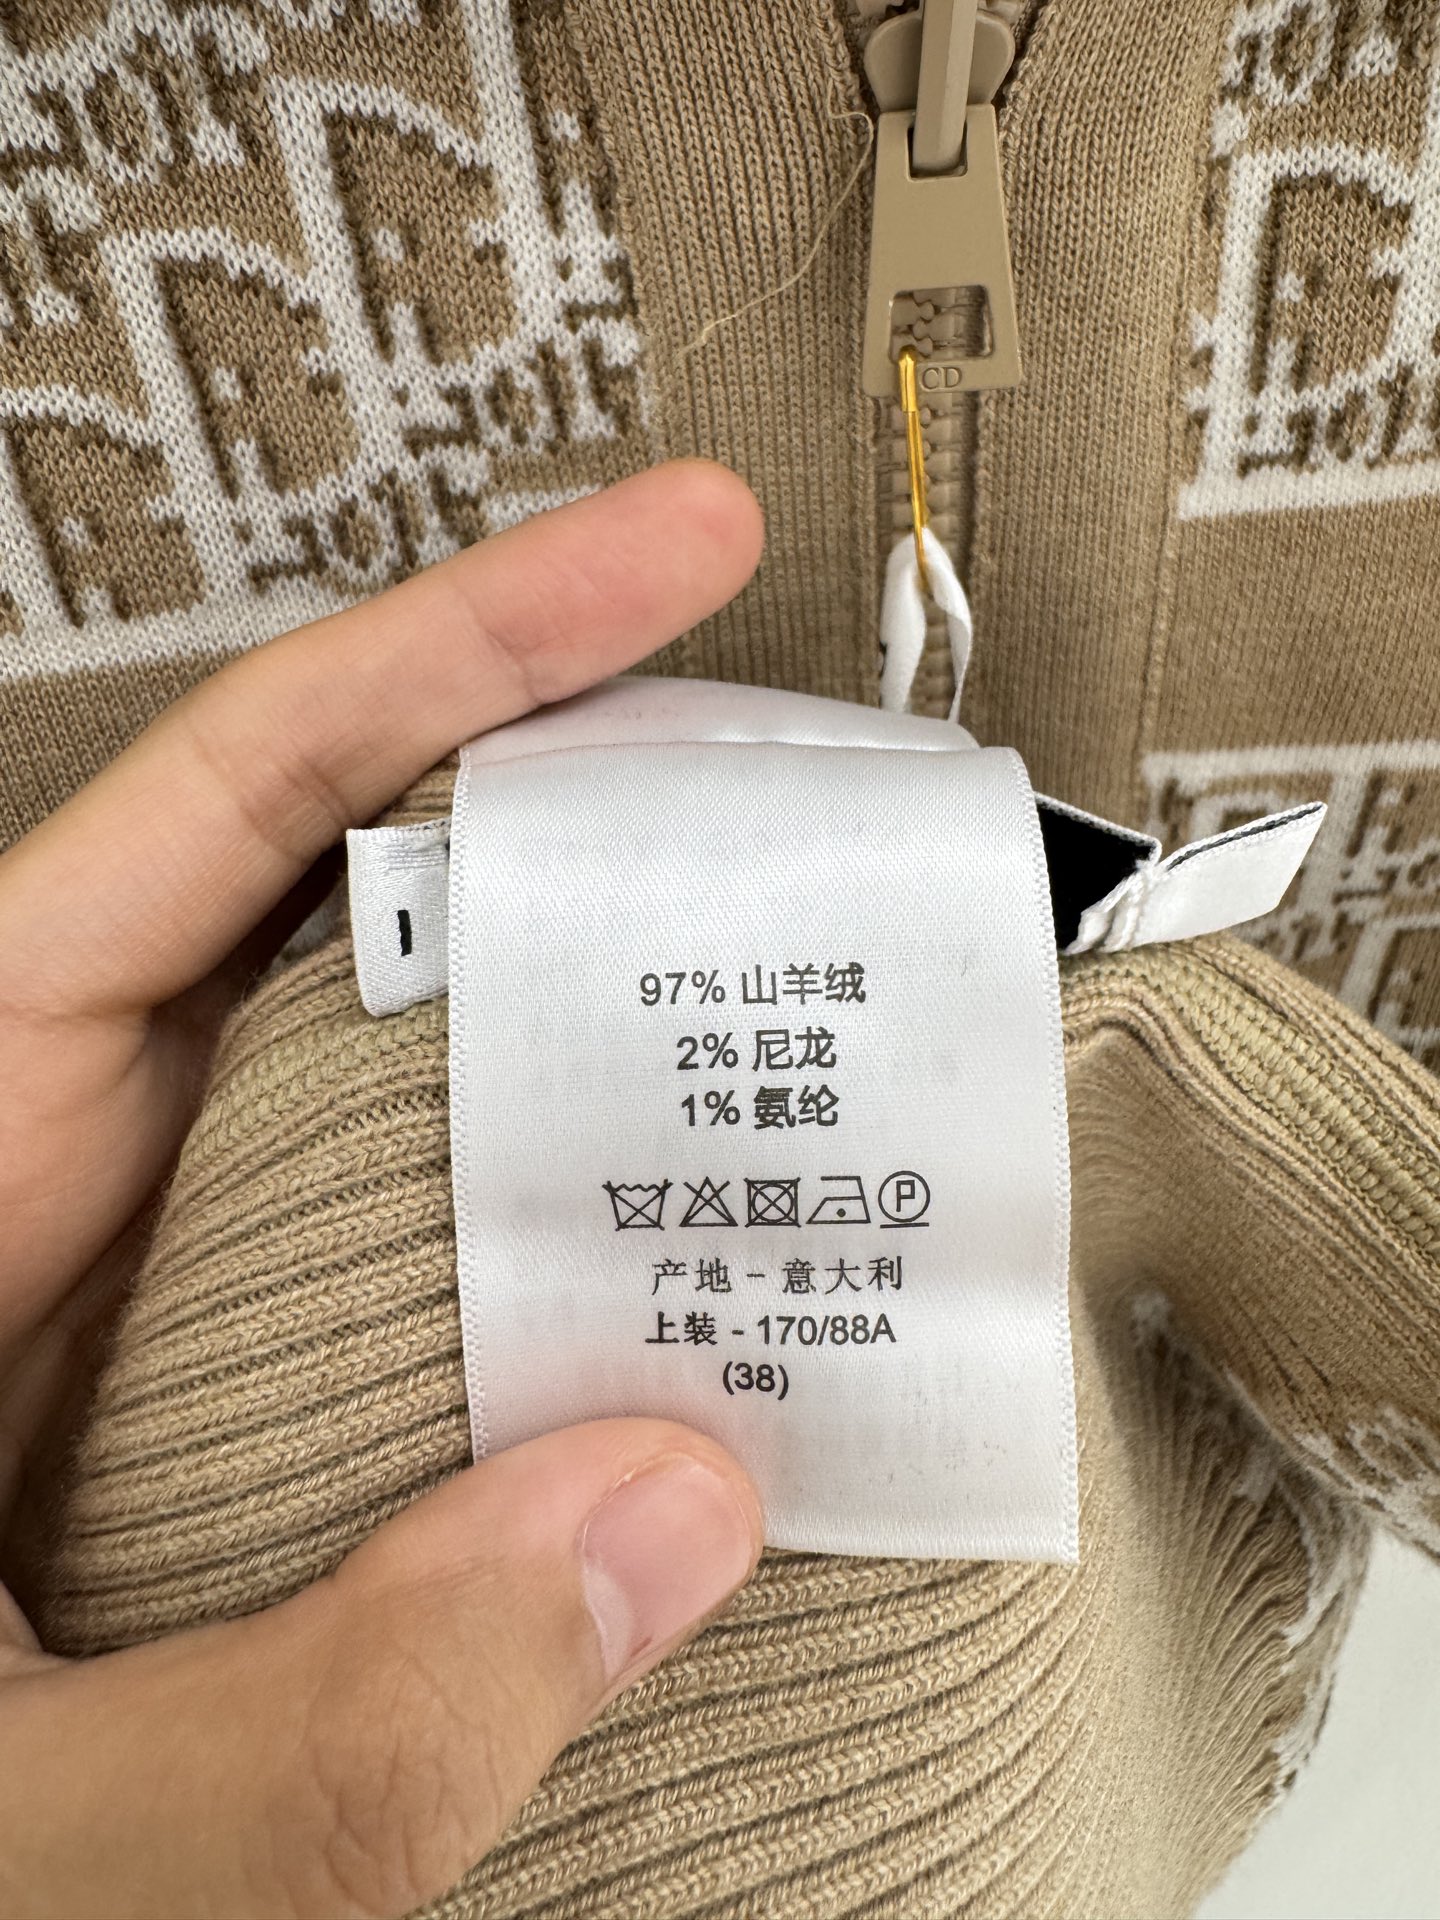 CD
I
97% 山羊绒
2% 尼龙
1% 氨纶
P
产地 - 意大利
上装 - 170/88A
(38)